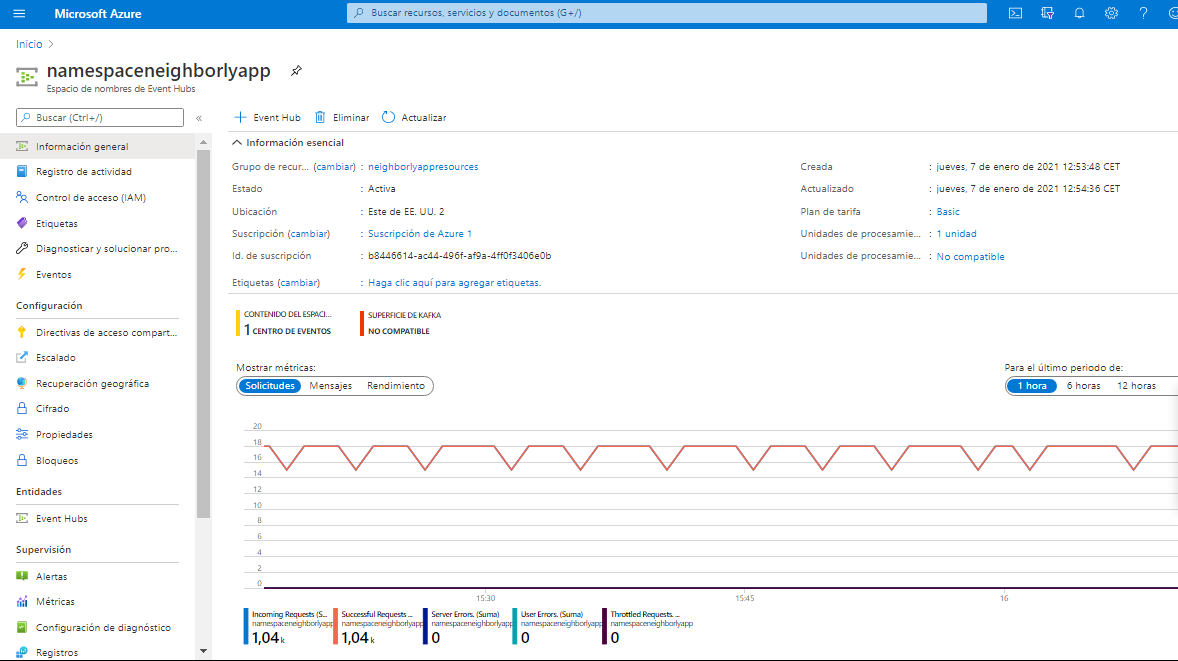 Microsoft Azure
Buscar recursos, servicios y documentos (G+/)
Inicio
namespaceneighborlyapp
Espacio de nombres de Event Hubs
Buscar (Ctrl+/)
«
Event Hub
Eliminar
Actualizar
Información general
Registro de actividad
Control de acceso (IAM)
Etiquetas
Diagnosticar y solucionar pro...
Eventos
Configuración
Directivas de acceso compart...
Escalado
Recuperación geográfica
Cifrado
Propiedades
Bloqueos
Entidades
Event Hubs
Supervisión
Alertas
Métricas
Configuración de diagnóstico
Registros
Información esencial
Grupo de recur... (cambiar) : neighborlyappresources
Estado : Activa
Ubicación : Este de EE. UU. 2
Suscripción (cambiar) : Suscripción de Azure 1
Id. de suscripción : b8446614-ac44-496f-af9a-4ff0f3406e0b
Etiquetas (cambiar) : Haga clic aquí para agregar etiquetas.
Creada : jueves, 7 de enero de 2021 12:53:48 CET
Actualizado : jueves, 7 de enero de 2021 12:54:36 CET
Plan de tarifa : Basic
Unidades de procesamie... : 1 unidad
Unidades de procesamie... : No compatible
CONTENIDO DEL ESPACI...
1 CENTRO DE EVENTOS
SUPERFICIE DE KAFKA
NO COMPATIBLE
Mostrar métricas:
Solicitudes Mensajes Rendimiento
Para el último periodo de:
1 hora 6 horas 12 horas
20
18
16
14
12
10
8
6
4
2
0
15:30 15:45 16
Incoming Requests (S...
namespaceneighborlyapp
1,04 k
Successful Requests ...
namespaceneighborlyapp
1,04 k
Server Errors. (Suma)
namespaceneighborlyapp
0
User Errors. (Suma)
namespaceneighborlyapp
0
Throttled Requests. ...
namespaceneighborlyapp
0